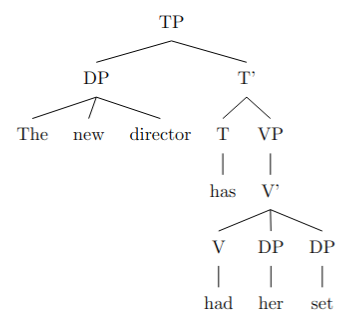 TP
DP T'
The new director T VP
has V'
V DP DP
had her set